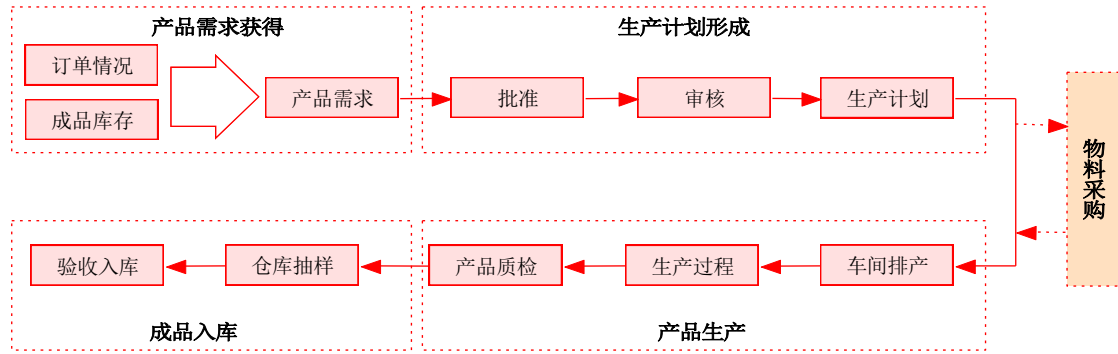 产品需求获得
订单情况
成品库存
产品需求
生产计划形成
批准
审核
生产计划
物料采购
车间排产
生产过程
产品质检
产品生产
仓库抽样
验收入库
成品入库